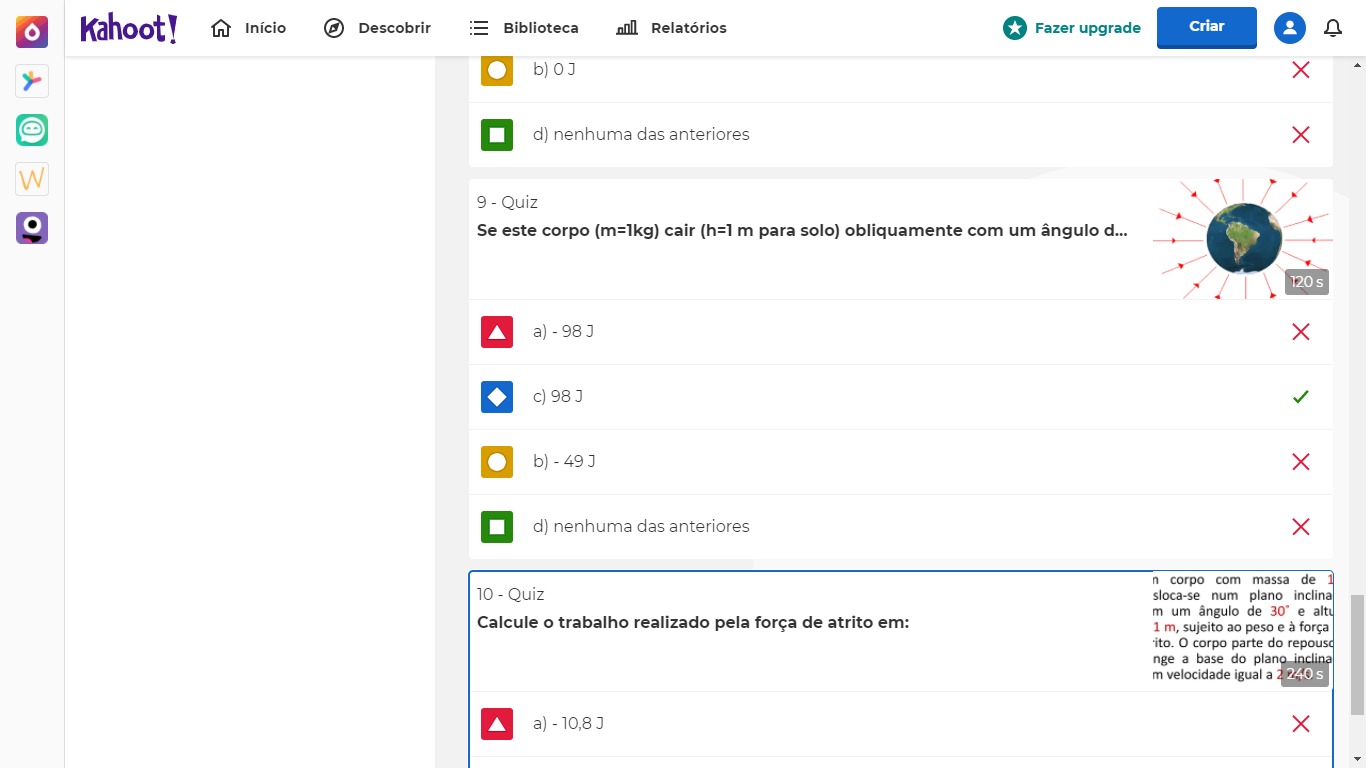 Kahoot!
Início
Descobrir
Biblioteca
Relatórios
Fazer upgrade
Criar
b) 0 J
d) nenhuma das anteriores
9 - Quiz
Se este corpo (m=1kg) cair (h=1 m para solo) obliquamente com um ângulo d...
120 s
a) - 98 J
c) 98 J
b) - 49 J
d) nenhuma das anteriores
10 - Quiz
Calcule o trabalho realizado pela força de atrito em:
corpo com massa de 1
sloca-se num plano inclina
m um ângulo de 30° e altu
1 m, sujeito ao peso e à força
rito. O corpo parte do repouso
nge a base do plano inclina
m velocidade igual a 2
240 s
a) - 10,8 J